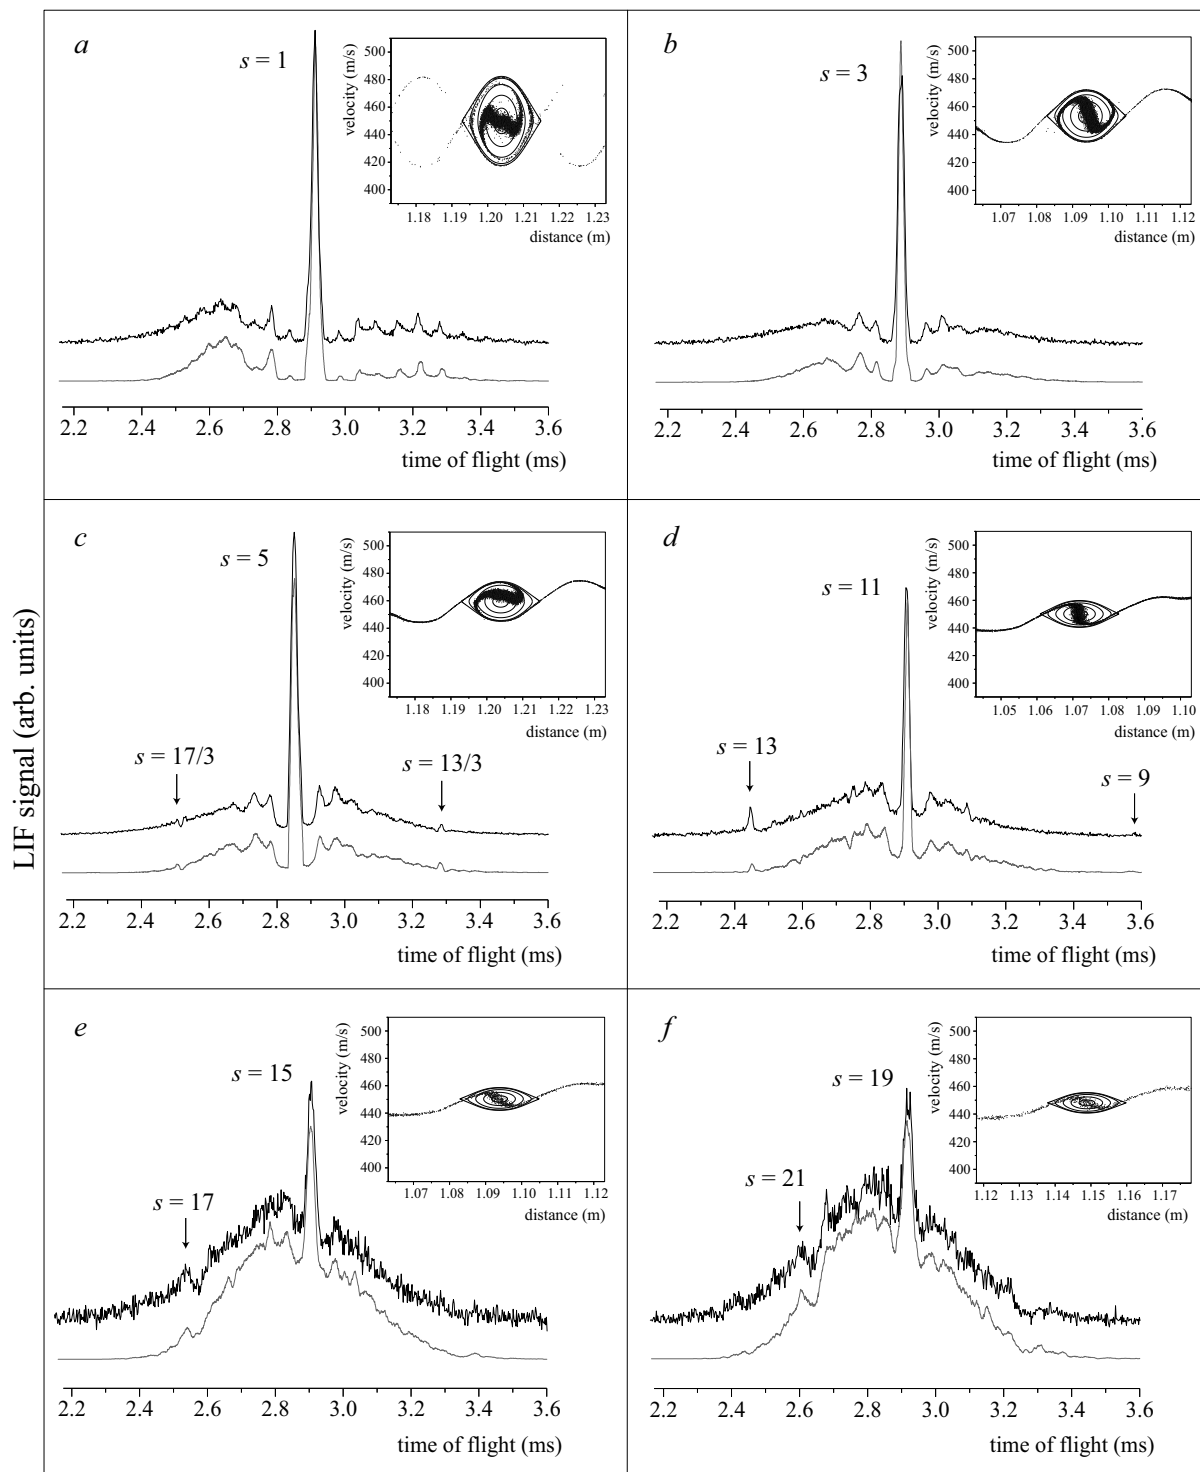 LIF signal (arb. units)
a
s = 1
velocity (m/s)
500
480
460
440
420
400
1.18 1.19 1.20 1.21 1.22 1.23
distance (m)
2.2 2.4 2.6 2.8 3.0 3.2 3.4 3.6
time of flight (ms)
b
s = 3
velocity (m/s)
500
480
460
440
420
400
1.07 1.08 1.09 1.10 1.11 1.12
distance (m)
2.2 2.4 2.6 2.8 3.0 3.2 3.4 3.6
time of flight (ms)
c
s = 5
s = 17/3
s = 13/3
velocity (m/s)
500
480
460
440
420
400
1.18 1.19 1.20 1.21 1.22 1.23
distance (m)
2.2 2.4 2.6 2.8 3.0 3.2 3.4 3.6
time of flight (ms)
d
s = 11
s = 13
s = 9
velocity (m/s)
500
480
460
440
420
400
1.05 1.06 1.07 1.08 1.09 1.10
distance (m)
2.2 2.4 2.6 2.8 3.0 3.2 3.4 3.6
time of flight (ms)
e
s = 15
s = 17
velocity (m/s)
500
480
460
440
420
400
1.07 1.08 1.09 1.10 1.11 1.12
distance (m)
2.2 2.4 2.6 2.8 3.0 3.2 3.4 3.6
time of flight (ms)
f
s = 19
s = 21
velocity (m/s)
500
480
460
440
420
400
1.12 1.13 1.14 1.15 1.16 1.17
distance (m)
2.2 2.4 2.6 2.8 3.0 3.2 3.4 3.6
time of flight (ms)